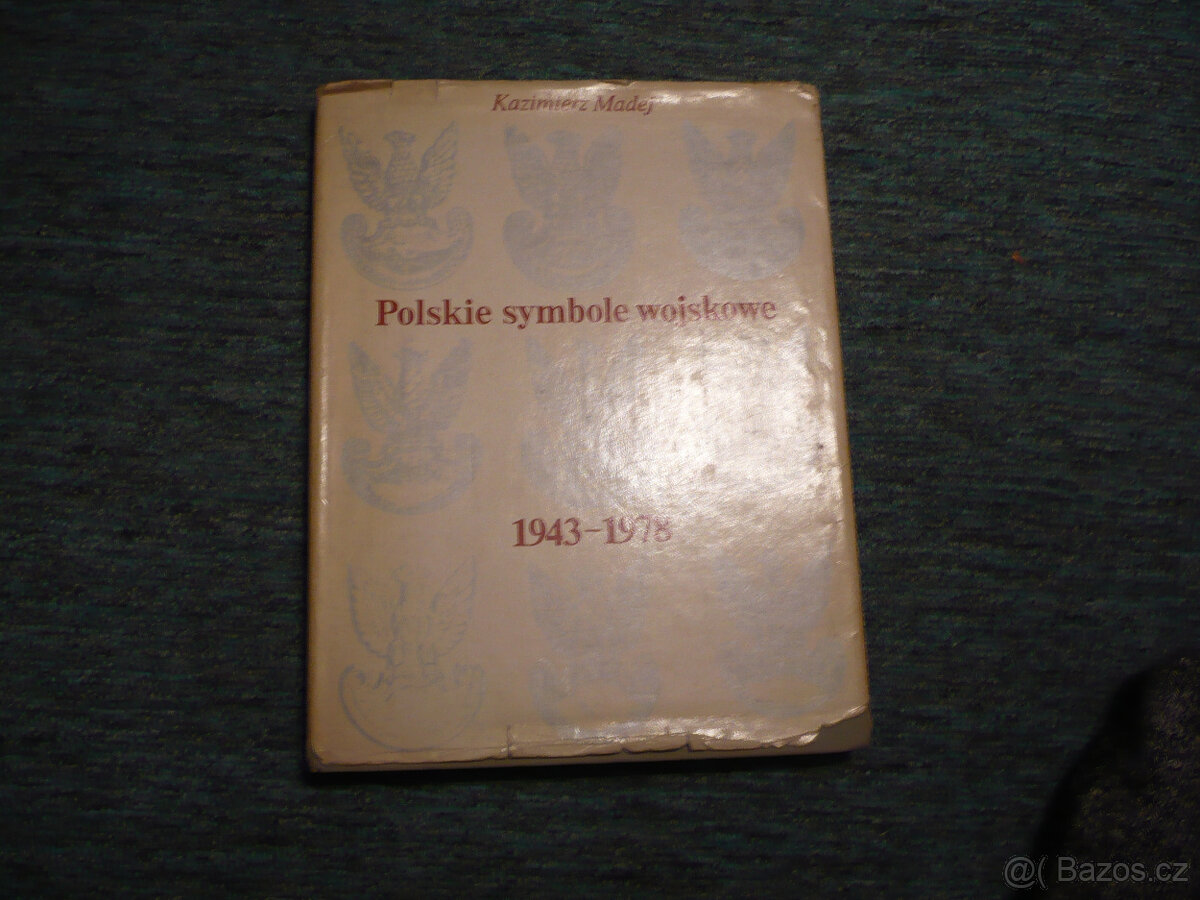 Kazimierz Madej
Polskie symbole wojskowe
1943-1978
@( Bazos.cz